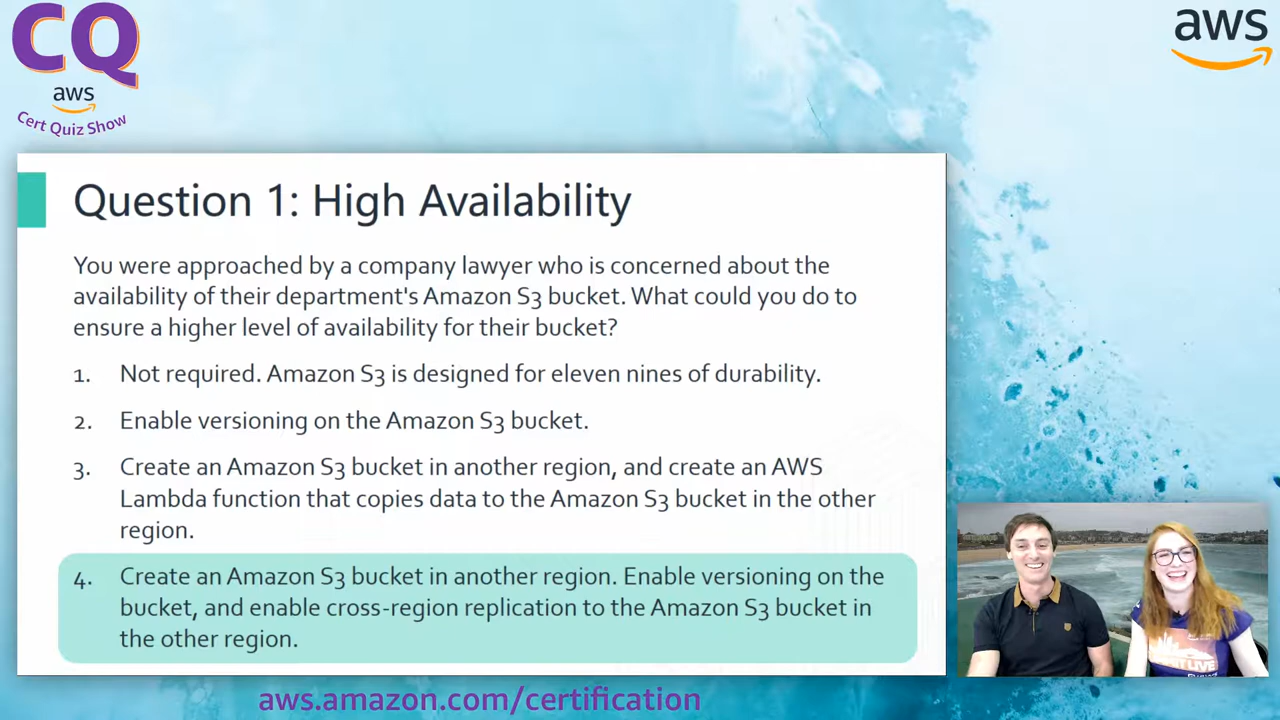 CQ
aws
Cert Quiz Show
aws
Question 1: High Availability
You were approached by a company lawyer who is concerned about the
availability of their department's Amazon S3 bucket. What could you do to
ensure a higher level of availability for their bucket?
1. Not required. Amazon S3 is designed for eleven nines of durability.
2. Enable versioning on the Amazon S3 bucket.
3. Create an Amazon S3 bucket in another region, and create an AWS
Lambda function that copies data to the Amazon S3 bucket in the other
region.
4. Create an Amazon S3 bucket in another region. Enable versioning on the
bucket, and enable cross-region replication to the Amazon S3 bucket in
the other region.
aws.amazon.com/certification